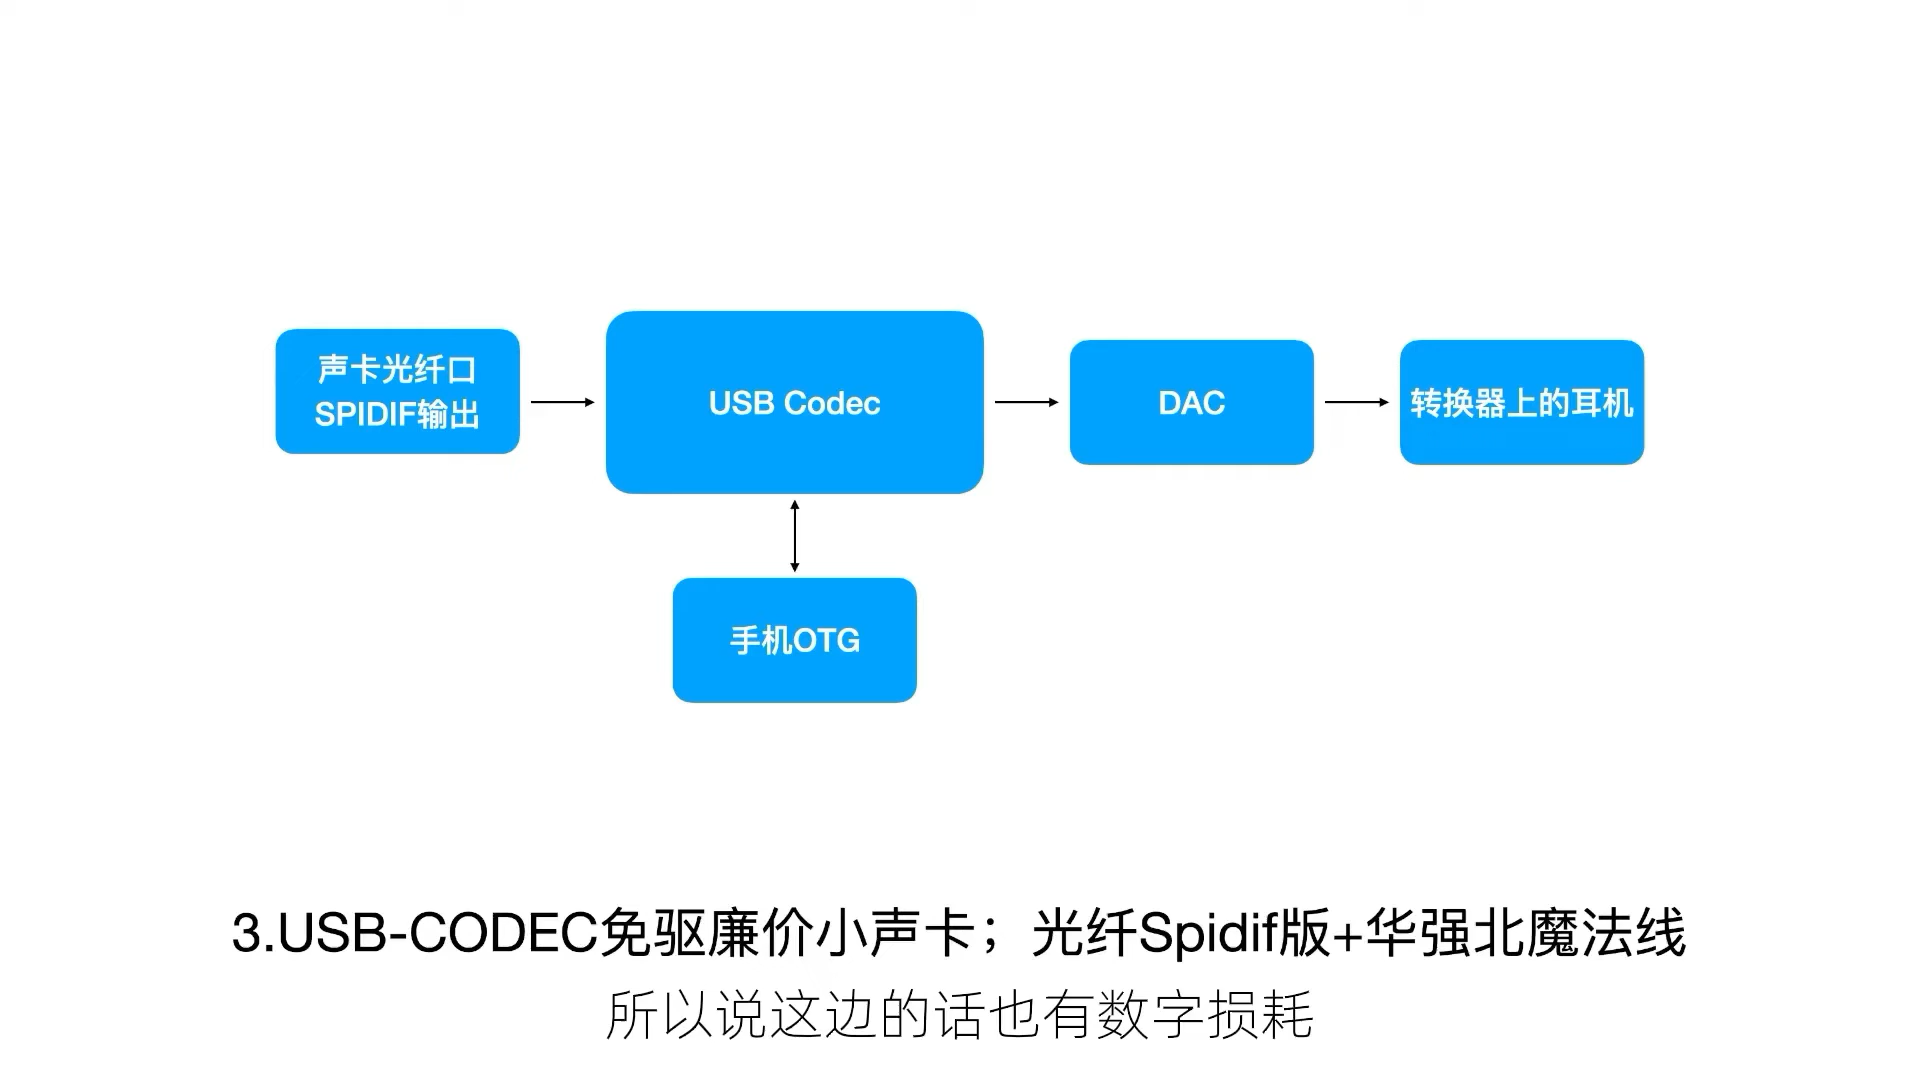 声卡光纤口
SPIDIF输出
USB Codec
DAC
转换器上的耳机
手机OTG
3.USB-CODEC免驱廉价小声卡；光纤Spidif版+华强北魔法线
所以说这边的话也有数字损耗